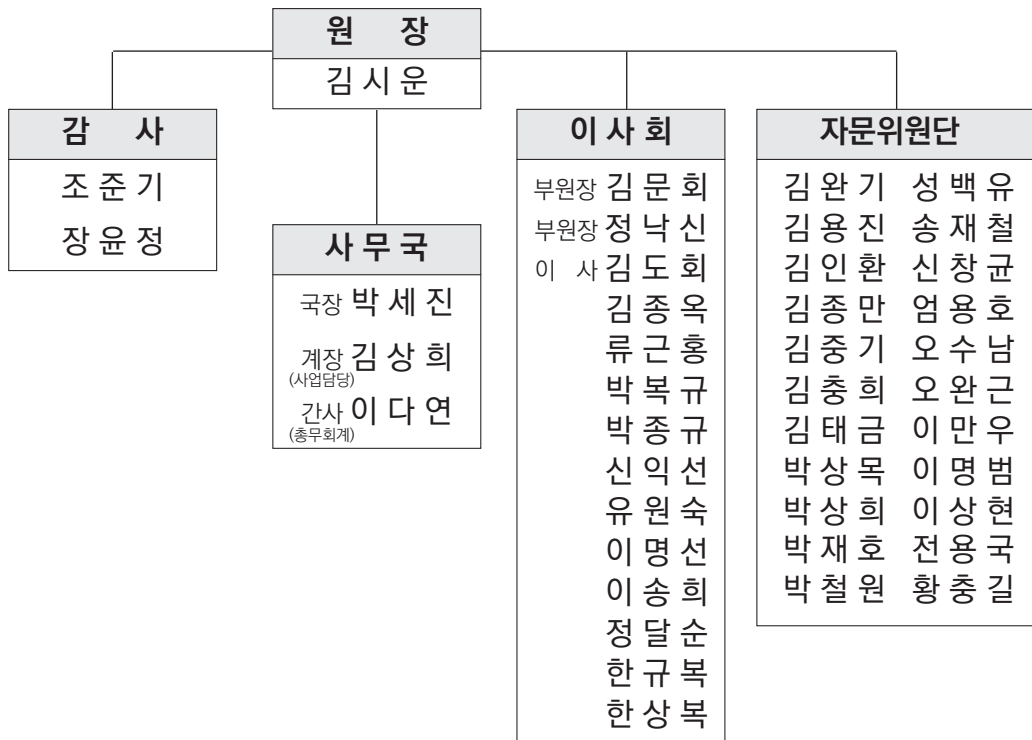 원 장
김 시 운
감 사
조 준 기
장 윤 정
사 무 국
국장 박 세 진
계장 김 상 희
(사업담당)
간사 이 다 연
(총무회계)
이 사 회
부원장 김 문 회
부원장 정 낙 신
이 사 김 도 회
김 종 옥
류 근 홍
박 복 규
박 종 규
신 익 선
유 원 숙
이 명 선
이 송 희
정 달 순
한 규 복
한 상 복
자문위원단
김 완 기 성 백 유
김 용 진 송 재 철
김 인 환 신 창 균
김 종 만 엄 용 호
김 중 기 오 수 남
김 충 희 오 완 근
김 태 금 이 만 우
박 상 목 이 명 범
박 상 희 이 상 현
박 재 호 전 용 국
박 철 원 황 충 길